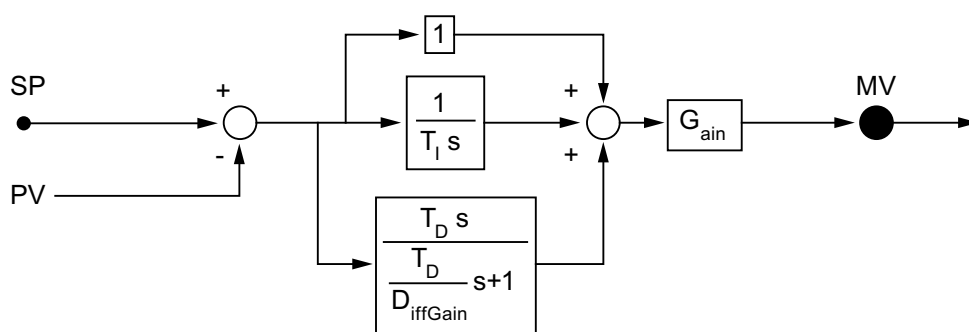 1
SP
+
MV
1
T_I s
+
G_ain
-
+
PV
T_D s
T_D
D_iffGain
s+1